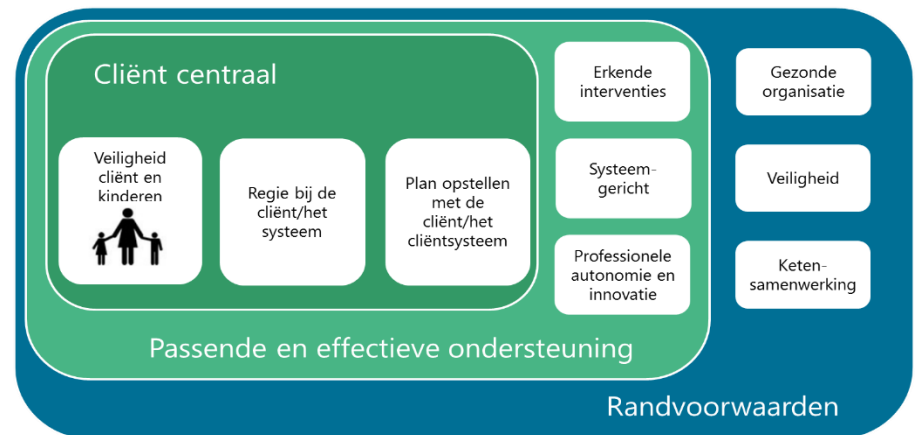 Cliënt centraal
Veiligheid
cliënt en
kinderen
Regie bij de
cliënt/het
systeem
Plan opstellen
met de
cliënt/het
cliëntsysteem
Erkende
interventies
Systeem-
gericht
Professionele
autonomie en
innovatie
Passende en effectieve ondersteuning
Gezonde
organisatie
Veiligheid
Keten-
samenwerking
Randvoorwaarden